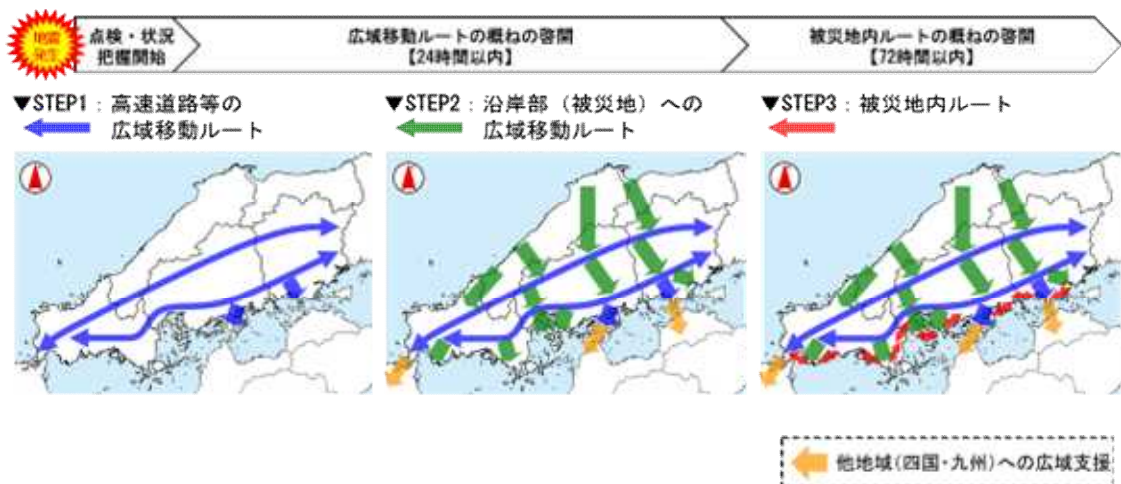 地震
発生
点検・状況
把握開始
広域移動ルートの概ねの啓開
【24時間以内】
被災地内ルートの概ねの啓開
【72時間以内】
▼STEP1：高速道路等の
広域移動ルート
▼STEP2：沿岸部（被災地）への
広域移動ルート
▼STEP3：被災地内ルート
他地域(四国・九州)への広域支援